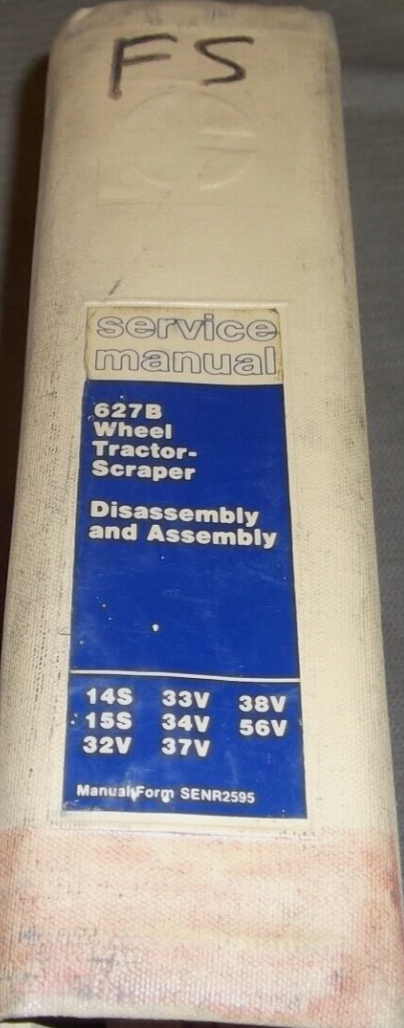 FS
service
manual
627B
Wheel
Tractor-
Scraper
Disassembly
and Assembly
14S 33V 38V
15S 34V 56V
32V 37V
Manual Form SENR2595